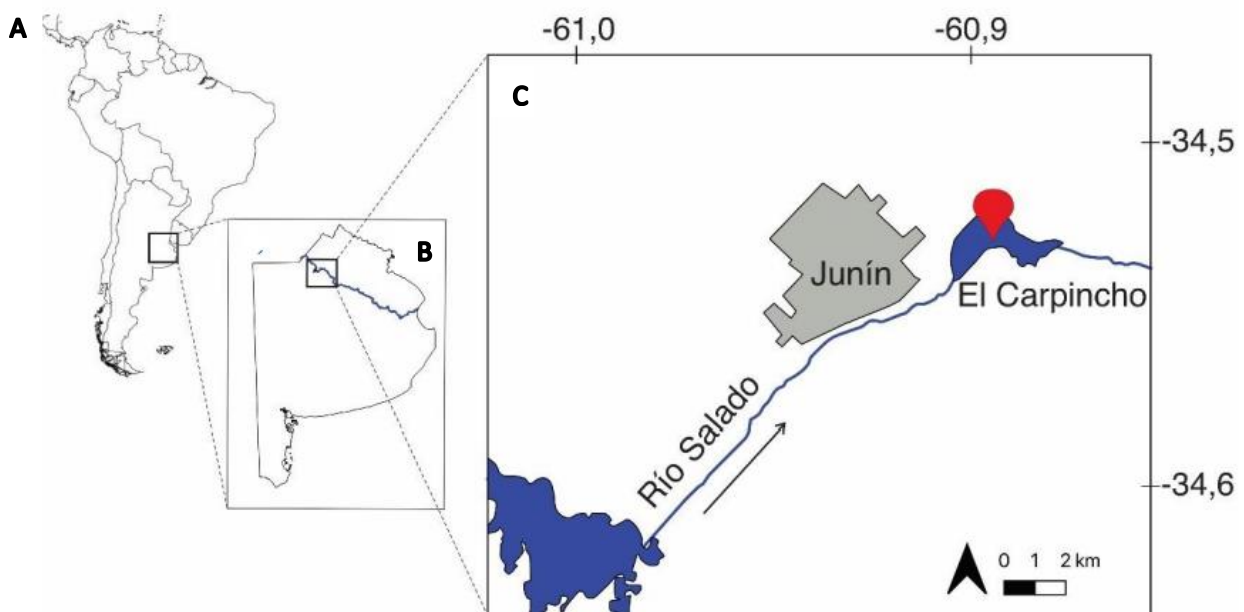 A
-61,0
-60,9
C
-34,5
B
Junín
El Carpincho
Río Salado
-34,6
0 1 2 km